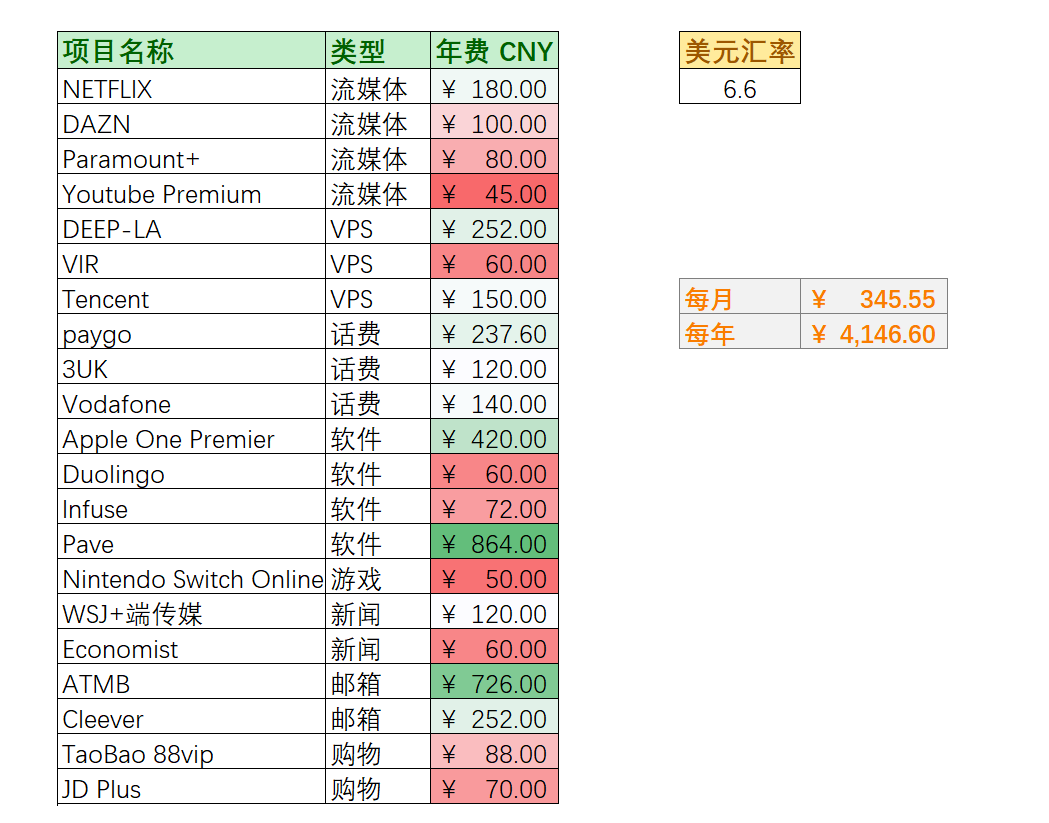 项目名称 类型 年费 CNY
NETFLIX 流媒体 ¥ 180.00
DAZN 流媒体 ¥ 100.00
Paramount+ 流媒体 ¥ 80.00
Youtube Premium 流媒体 ¥ 45.00
DEEP-LA VPS ¥ 252.00
VIR VPS ¥ 60.00
Tencent VPS ¥ 150.00
paygo 话费 ¥ 237.60
3UK 话费 ¥ 120.00
Vodafone 话费 ¥ 140.00
Apple One Premier 软件 ¥ 420.00
Duolingo 软件 ¥ 60.00
Infuse 软件 ¥ 72.00
Pave 软件 ¥ 864.00
Nintendo Switch Online 游戏 ¥ 50.00
WSJ+端传媒 新闻 ¥ 120.00
Economist 新闻 ¥ 60.00
ATMB 邮箱 ¥ 726.00
Cleever 邮箱 ¥ 252.00
TaoBao 88vip 购物 ¥ 88.00
JD Plus 购物 ¥ 70.00
美元汇率
6.6
每月 ¥ 345.55
每年 ¥ 4,146.60